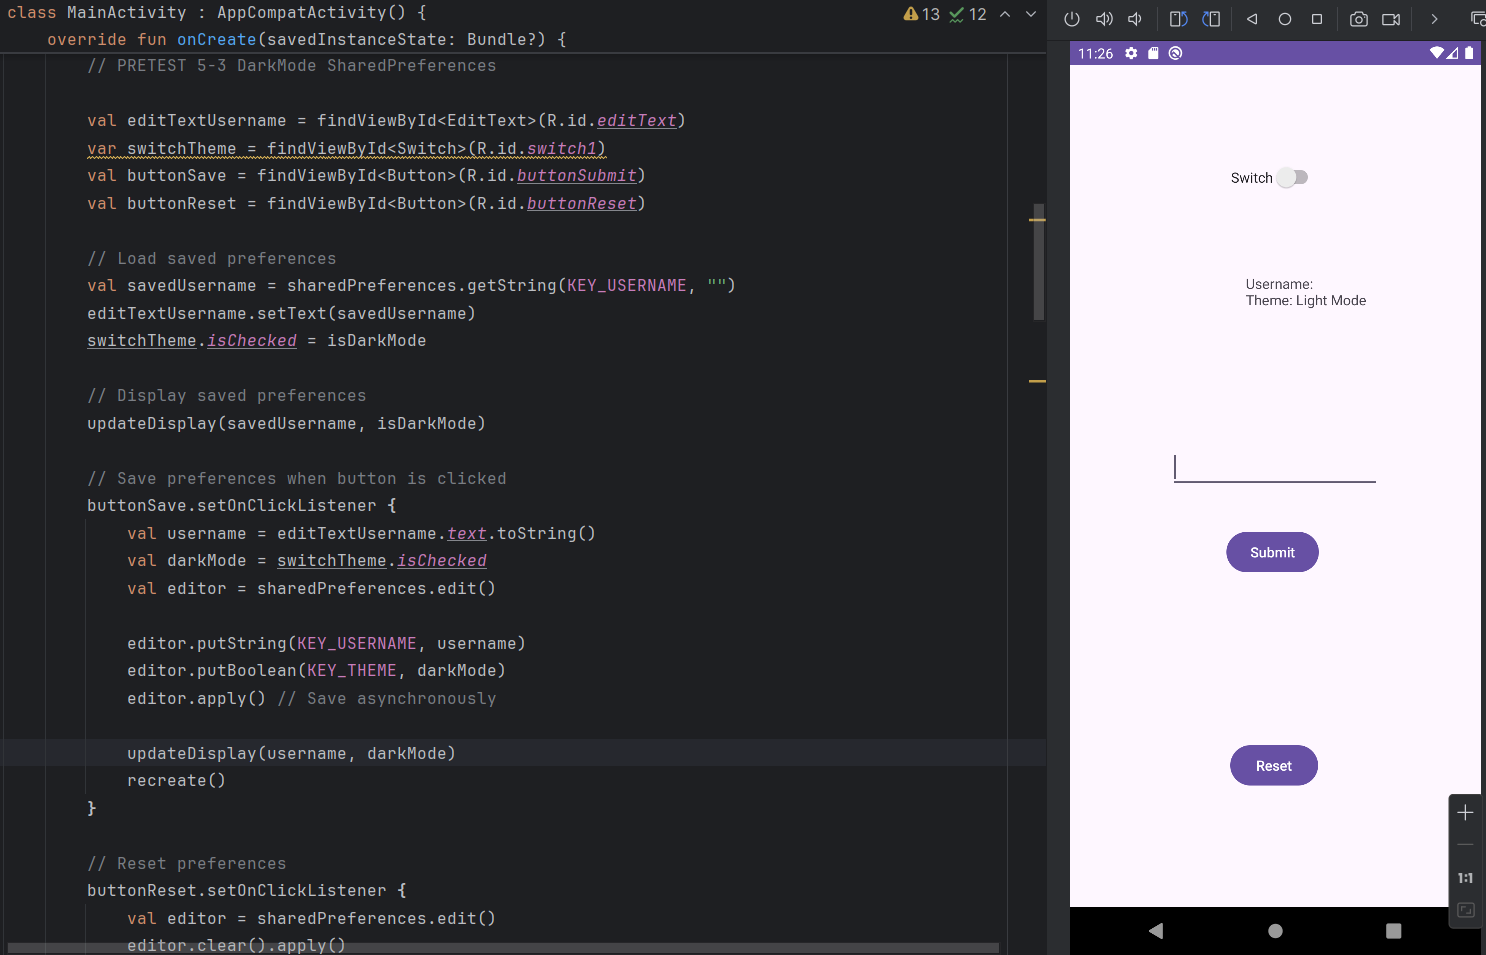 class MainActivity : AppCompatActivity() {
13 12
override fun onCreate(savedInstanceState: Bundle?) {
// PRETEST 5-3 DarkMode SharedPreferences
val editTextUsername = findViewById<EditText>(R.id.editText)
var switchTheme = findViewById<Switch>(R.id.switch1)
val buttonSave = findViewById<Button>(R.id.buttonSubmit)
val buttonReset = findViewById<Button>(R.id.buttonReset)
// Load saved preferences
val savedUsername = sharedPreferences.getString(KEY_USERNAME, "")
editTextUsername.setText(savedUsername)
switchTheme.isChecked = isDarkMode
// Display saved preferences
updateDisplay(savedUsername, isDarkMode)
// Save preferences when button is clicked
buttonSave.setOnClickListener {
val username = editTextUsername.text.toString()
val darkMode = switchTheme.isChecked
val editor = sharedPreferences.edit()
editor.putString(KEY_USERNAME, username)
editor.putBoolean(KEY_THEME, darkMode)
editor.apply() // Save asynchronously
updateDisplay(username, darkMode)
recreate()
}
// Reset preferences
buttonReset.setOnClickListener {
val editor = sharedPreferences.edit()
editor.clear().apply()
11:26
Switch
Username:
Theme: Light Mode
Submit
Reset
1:1